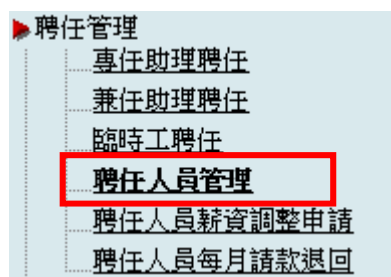 聘任管理
專任助理聘任
兼任助理聘任
臨時工聘任
聘任人員管理
聘任人員薪資調整申請
聘任人員每月請款退回